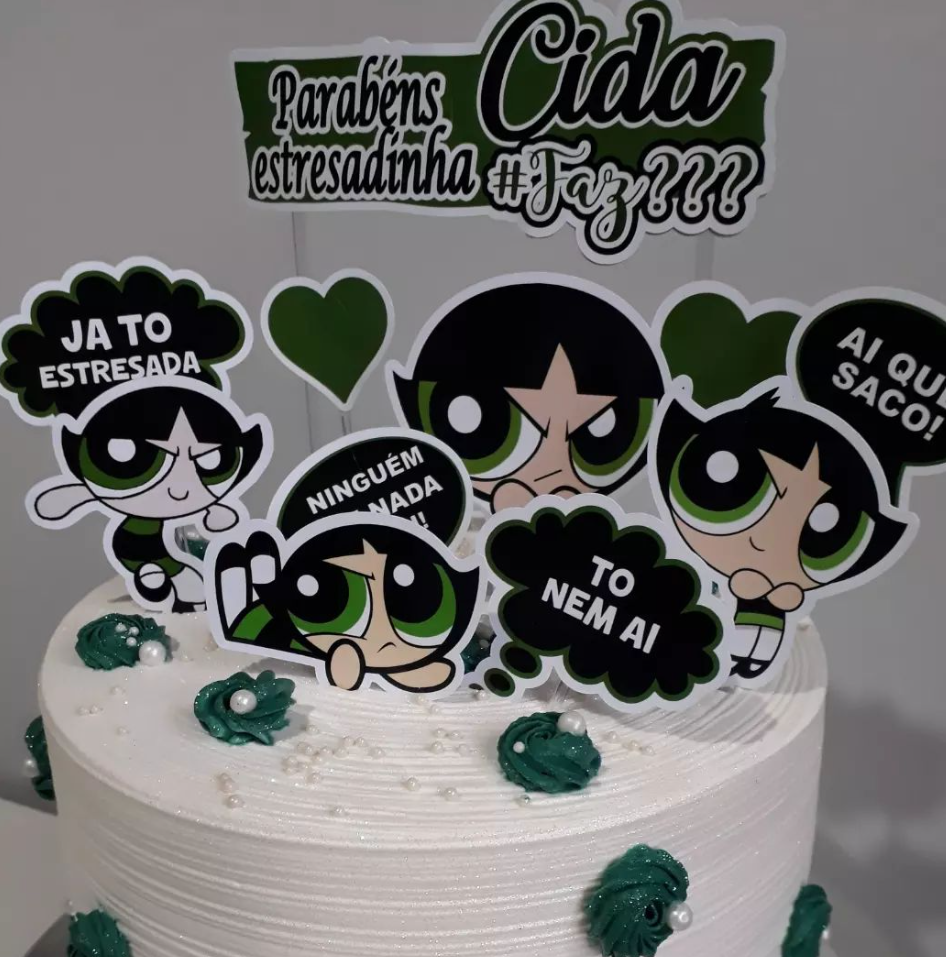 Parabéns
estresadinha
Cida
#Faz???
JA TO
ESTRESADA
AI QUE
SACO!
NINGUÉM
NADA
TO
NEM AI